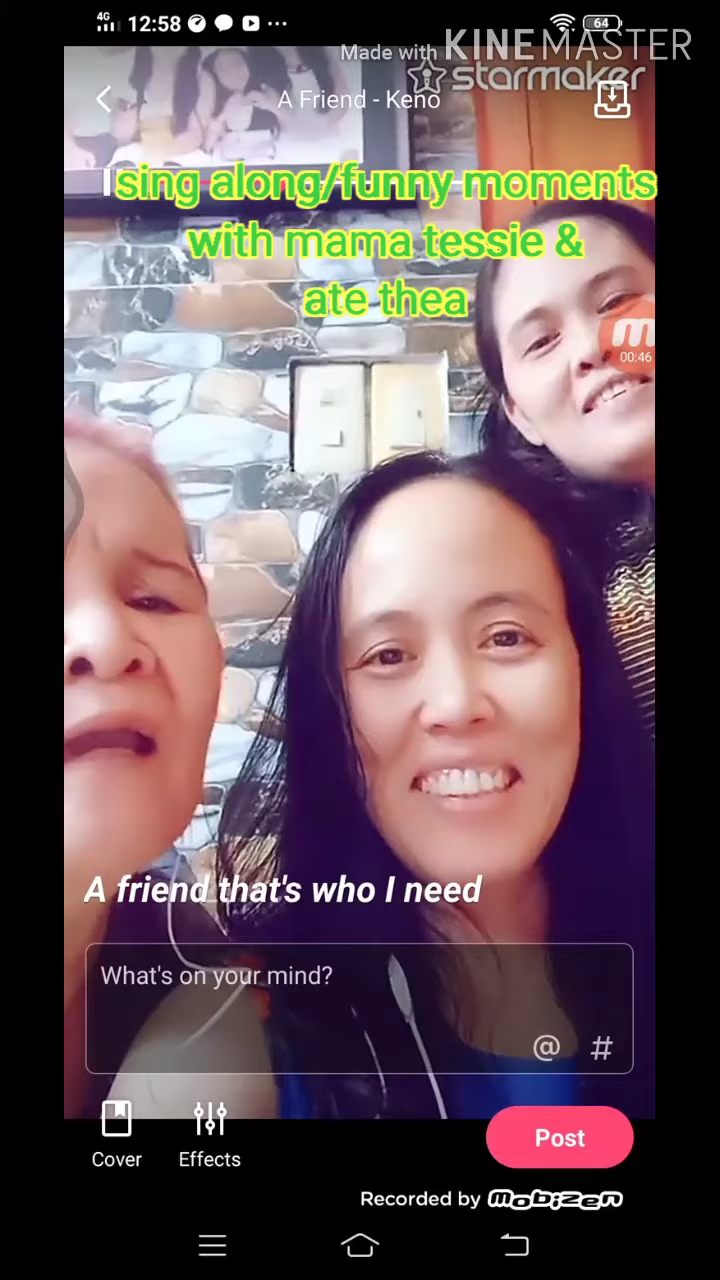 4G 12:58 64
Made with KINEMASTER
starmaker
A Friend - Keno
sing along/funny moments
with mama tessie &
ate thea
00:46
A friend that's who I need
What's on your mind?
@ #
Cover Effects Post
Recorded by mobizen